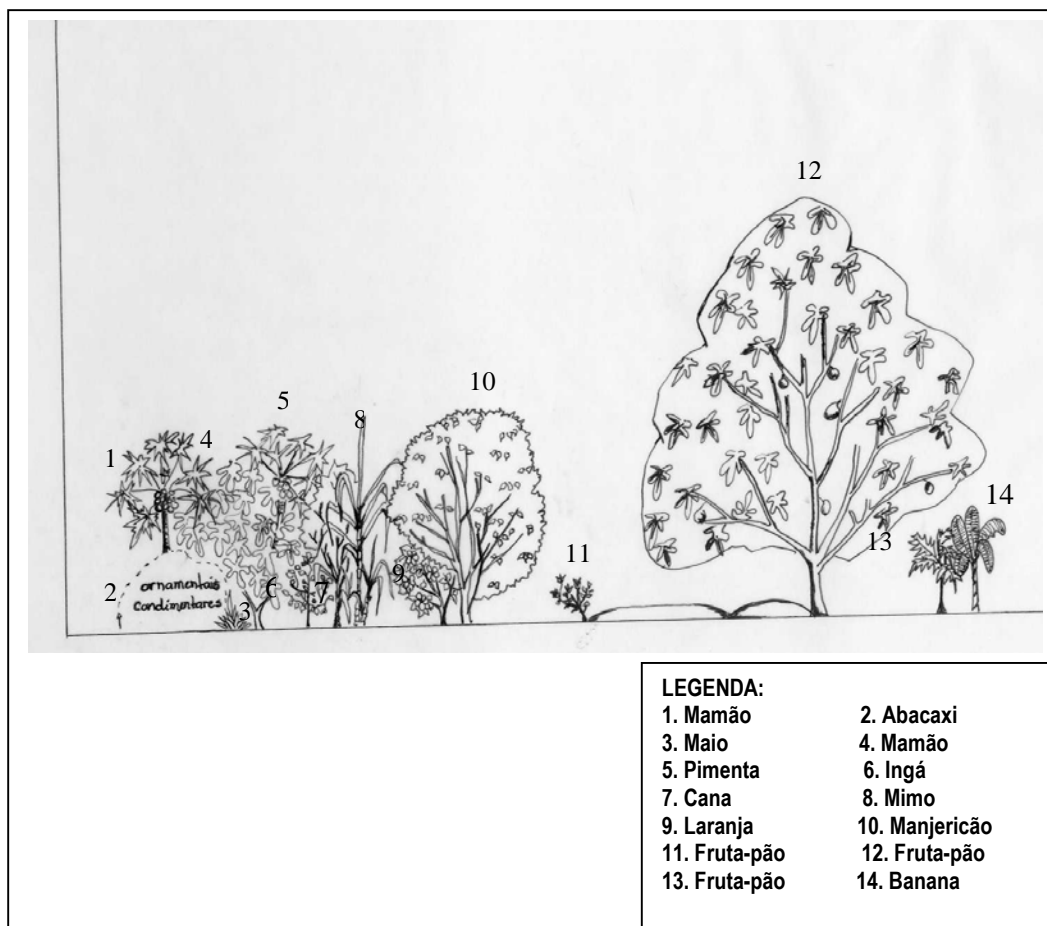 12
10
5
8
4
1
14
11
13
9
6
7
2
ornamentais
condimentares
3
LEGENDA:
1. Mamão 2. Abacaxi
3. Maio 4. Mamão
5. Pimenta 6. Ingá
7. Cana 8. Mimo
9. Laranja 10. Manjericão
11. Fruta-pão 12. Fruta-pão
13. Fruta-pão 14. Banana